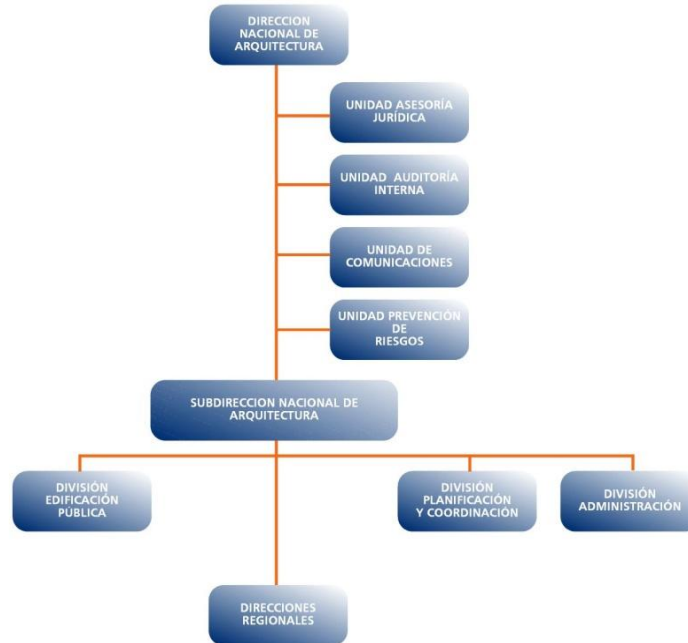 DIRECCION
NACIONAL DE
ARQUITECTURA
UNIDAD ASESORÍA
JURÍDICA
UNIDAD AUDITORÍA
INTERNA
UNIDAD DE
COMUNICACIONES
UNIDAD PREVENCIÓN
DE
RIESGOS
SUBDIRECCION NACIONAL DE
ARQUITECTURA
DIVISIÓN
EDIFICACIÓN
PÚBLICA
DIVISIÓN
PLANIFICACIÓN
Y COORDINACIÓN
DIVISIÓN
ADMINISTRACIÓN
DIRECCIONES
REGIONALES